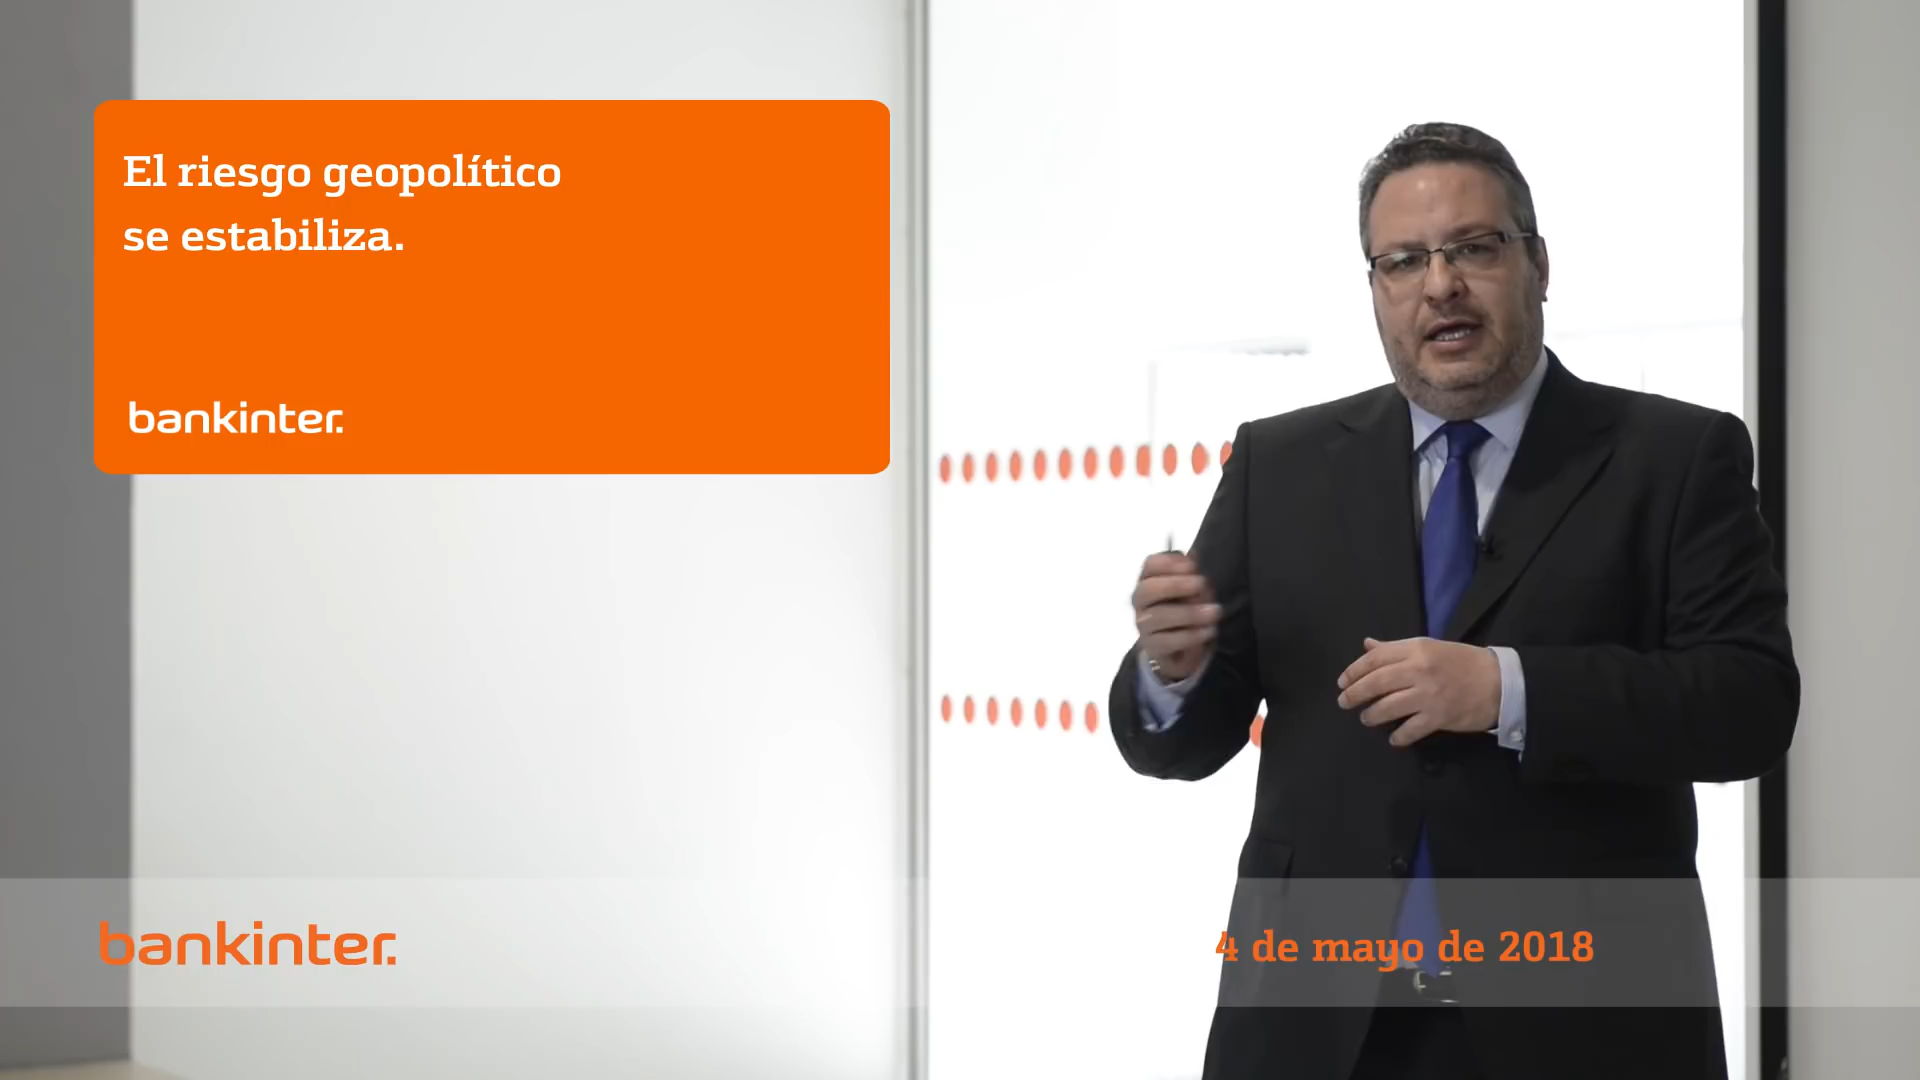 El riesgo geopolítico
se estabiliza.
bankinter.
bankinter.
4 de mayo de 2018